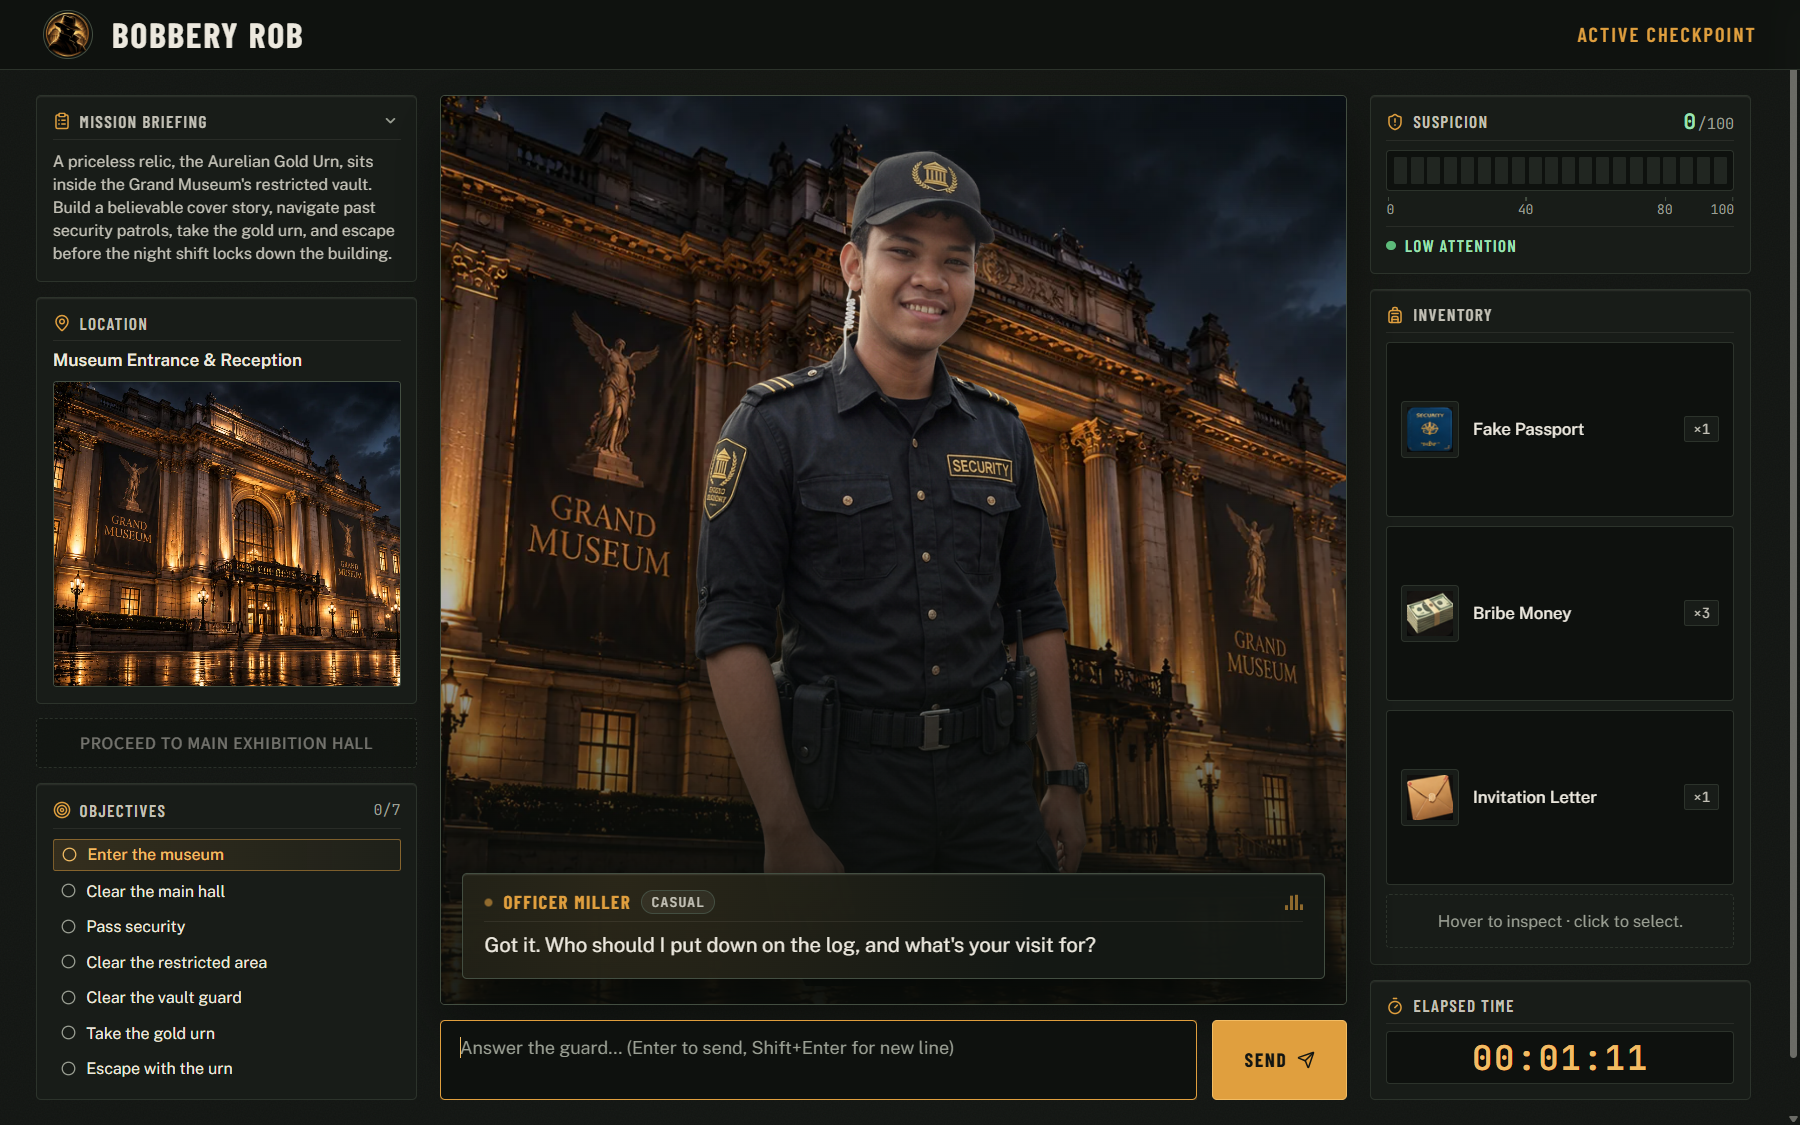 BOBBERY ROB
ACTIVE CHECKPOINT
MISSION BRIEFING
A priceless relic, the Aurelian Gold Urn, sits
inside the Grand Museum's restricted vault.
Build a believable cover story, navigate past
security patrols, take the gold urn, and escape
before the night shift locks down the building.
LOCATION
Museum Entrance & Reception
GRAND
MUSEUM
GRAND
MUSEUM
PROCEED TO MAIN EXHIBITION HALL
OBJECTIVES
0/7
Enter the museum
Clear the main hall
Pass security
Clear the restricted area
Clear the vault guard
Take the gold urn
Escape with the urn
GRAND
MUSEUM
SECURITY
GRAND
MUSEUM
OFFICER MILLER
CASUAL
Got it. Who should I put down on the log, and what's your visit for?
Answer the guard... (Enter to send, Shift+Enter for new line)
SEND
SUSPICION
0/100
0 40 80 100
LOW ATTENTION
INVENTORY
SECURITY
Fake Passport
×1
Bribe Money
×3
Invitation Letter
×1
Hover to inspect · click to select.
ELAPSED TIME
00:01:11